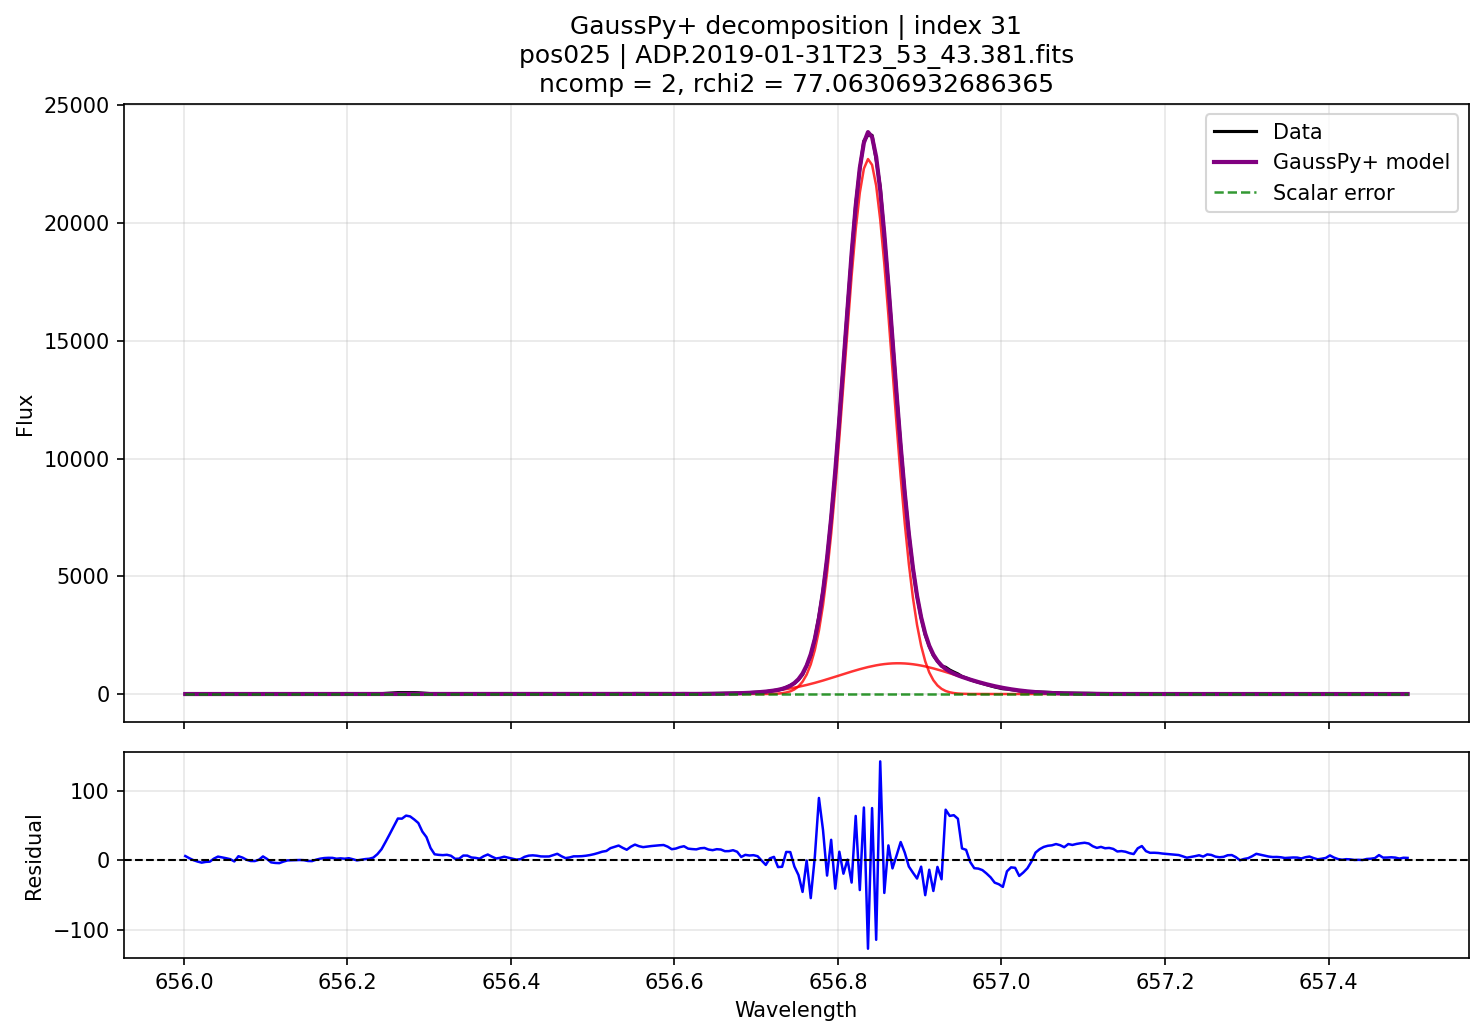 GaussPy+ decomposition | index 31
pos025 | ADP.2019-01-31T23_53_43.381.fits
ncomp = 2, rchi2 = 77.06306932686365
25000
20000
15000
10000
5000
0
Flux
Data
GaussPy+ model
Scalar error
100
0
−100
Residual
656.0 656.2 656.4 656.6 656.8 657.0 657.2 657.4
Wavelength